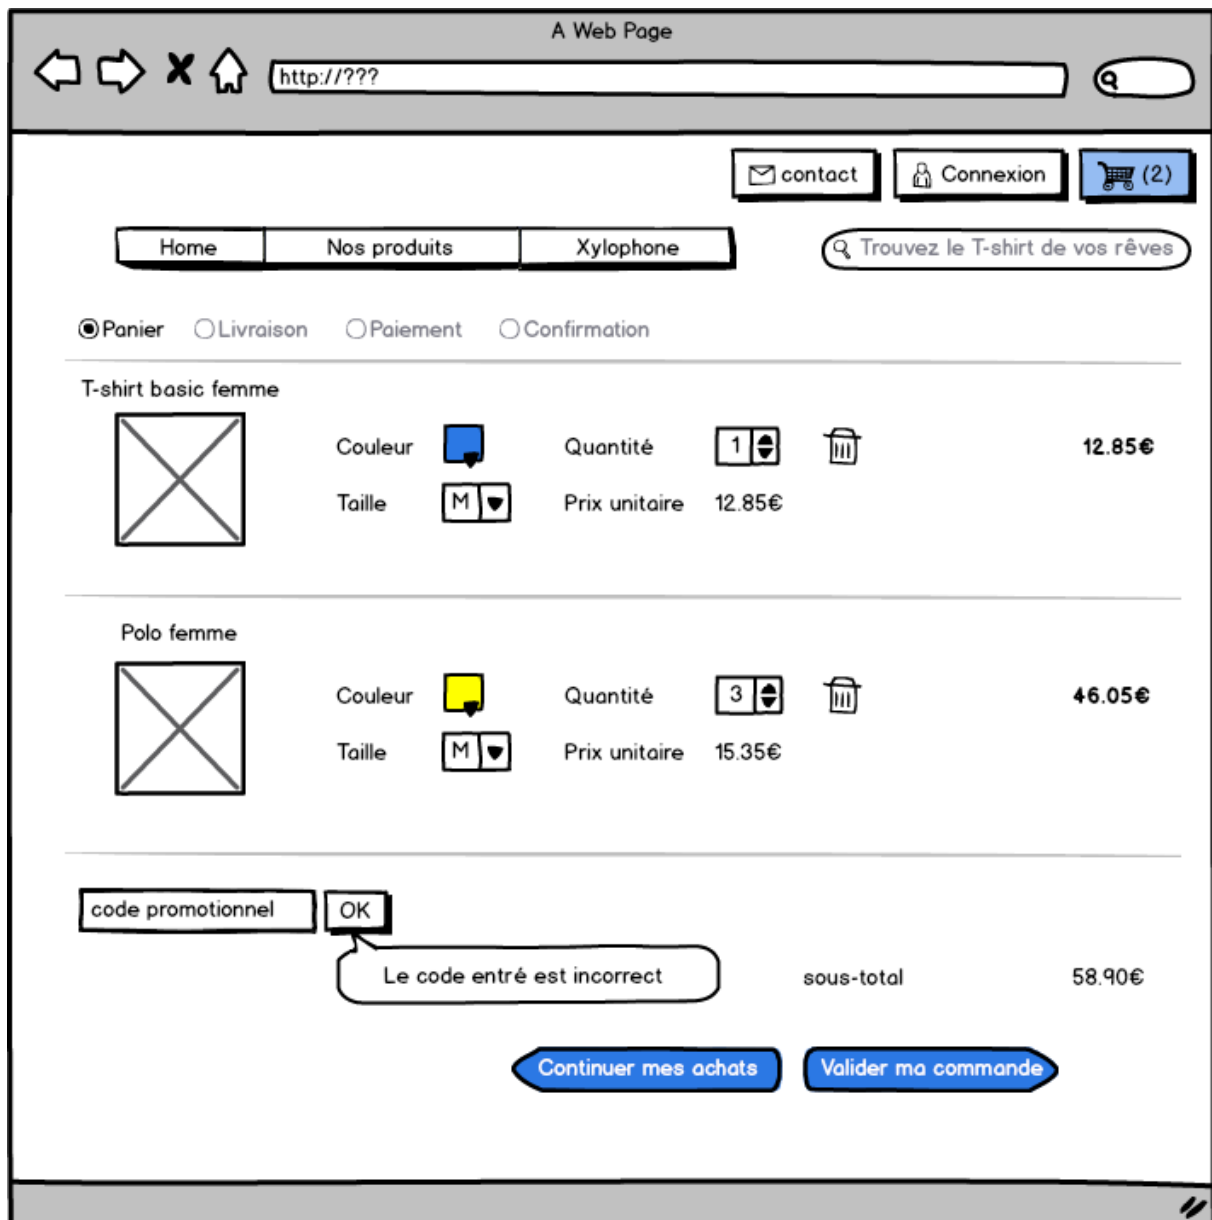 A Web Page
http://???
contact Connexion (2)
Home Nos produits Xylophone Trouvez le T-shirt de vos rêves
Panier Livraison Paiement Confirmation
T-shirt basic femme
Couleur Quantité 1 12.85€
Taille M Prix unitaire 12.85€
Polo femme
Couleur Quantité 3 46.05€
Taille M Prix unitaire 15.35€
code promotionnel OK
Le code entré est incorrect sous-total 58.90€
Continuer mes achats Valider ma commande